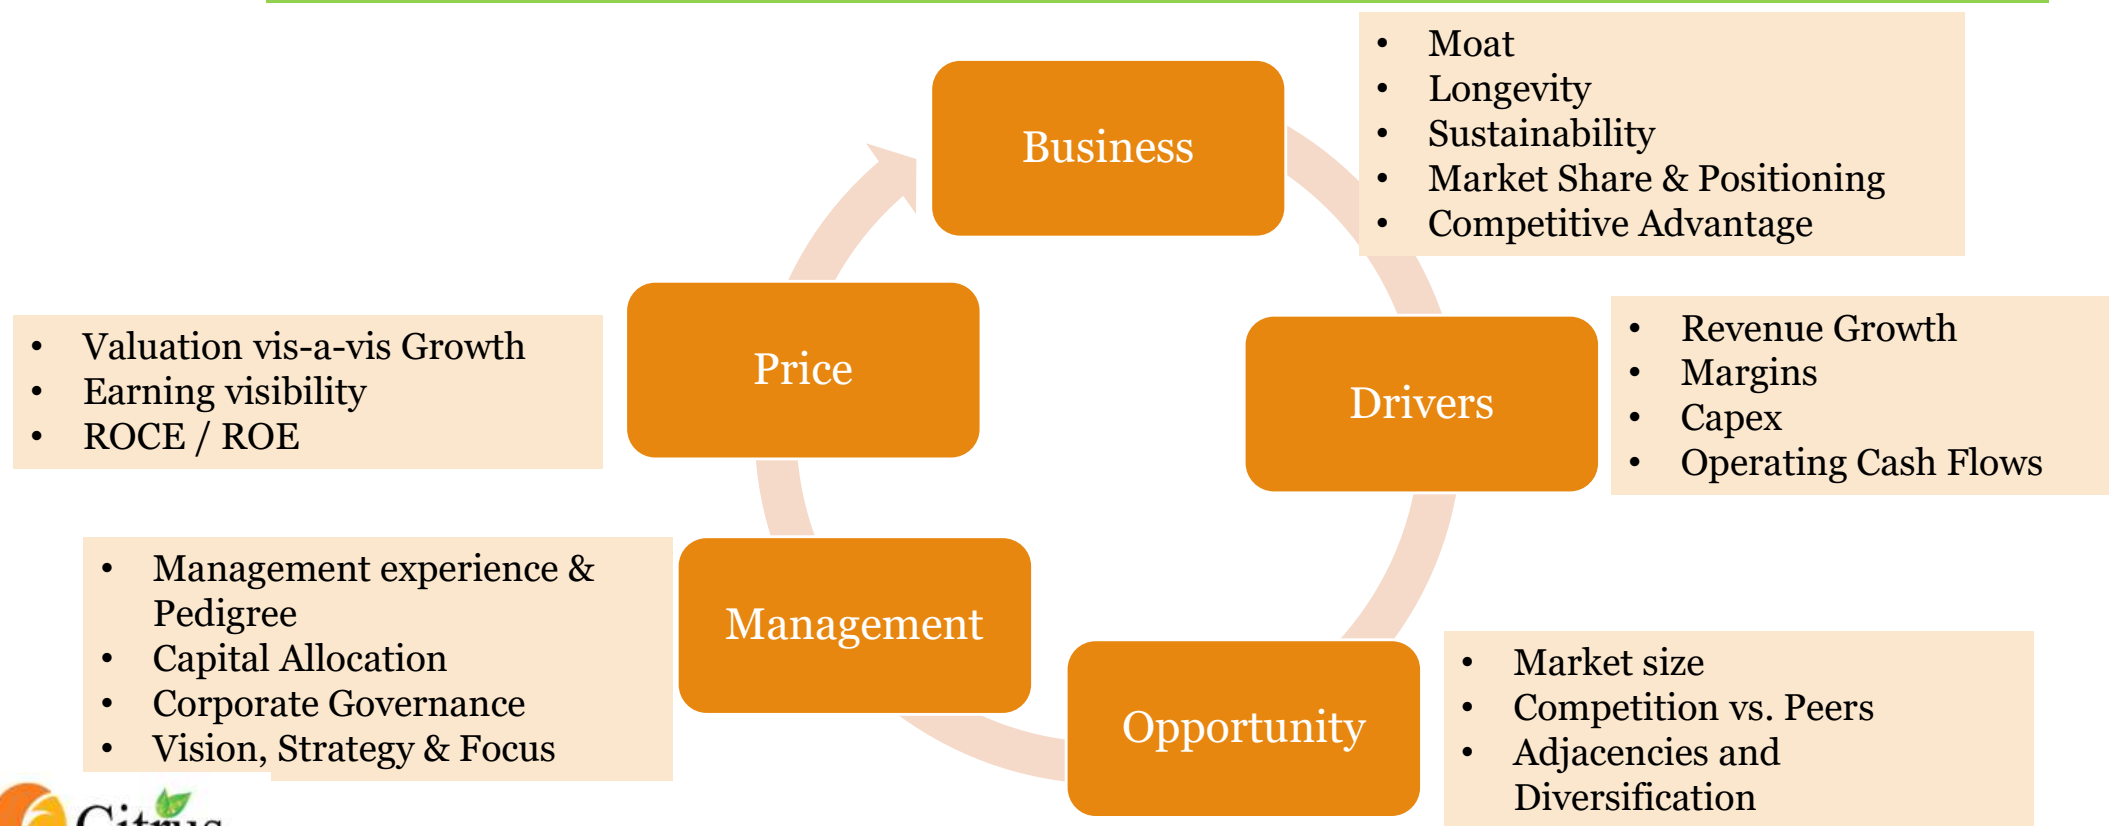 Business
• Moat
• Longevity
• Sustainability
• Market Share & Positioning
• Competitive Advantage
Drivers
• Revenue Growth
• Margins
• Capex
• Operating Cash Flows
Opportunity
• Market size
• Competition vs. Peers
• Adjacencies and
Diversification
Management
• Management experience &
Pedigree
• Capital Allocation
• Corporate Governance
• Vision, Strategy & Focus
Price
• Valuation vis-a-vis Growth
• Earning visibility
• ROCE / ROE
Citrus